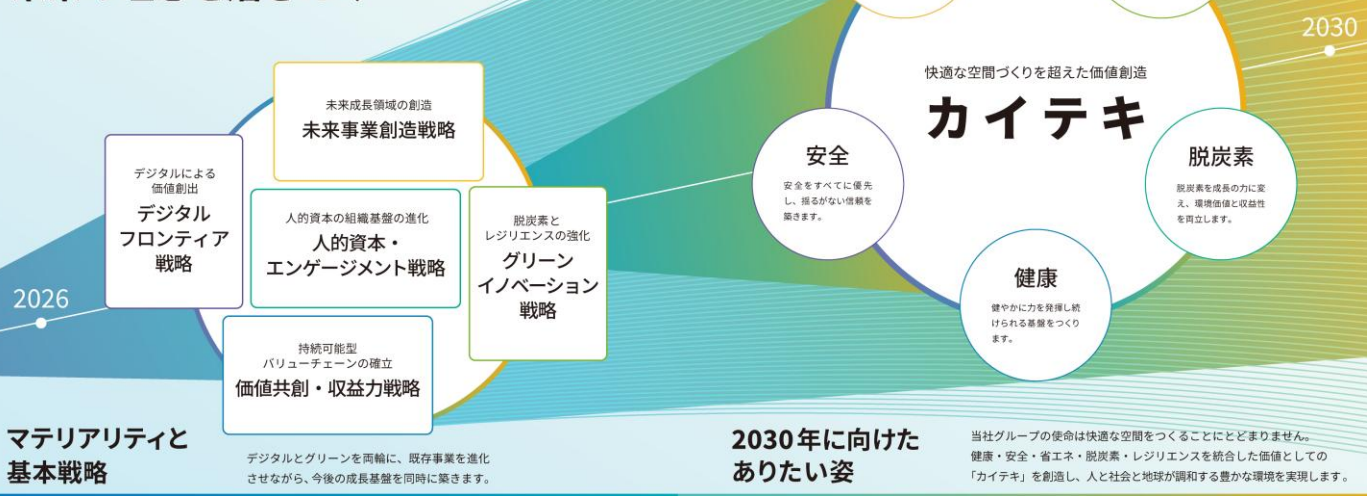 2030
快適な空間づくりを超えた価値創造
カイテキ
未来成長領域の創造
未来事業創造戦略
デジタルによる
価値創出
デジタル
フロンティア
戦略
人的資本の組織基盤の進化
人的資本・
エンゲージメント戦略
脱炭素と
レジリエンスの強化
グリーン
イノベーション
戦略
持続可能型
バリューチェーンの確立
価値共創・収益力戦略
2026
安全
安全をすべてに優先
し、揺るがない信頼を
築きます。
脱炭素
脱炭素を成長の力に変
え、環境価値と収益性
を両立します。
健康
健やかに力を発揮し続
けられる基盤をつくり
ます。
マテリアリティと
基本戦略
デジタルとグリーンを両輪に、既存事業を進化
させながら、今後の成長基盤を同時に築きます。
2030年に向けた
ありたい姿
当社グループの使命は快適な空間をつくることにとどまりません。
健康・安全・省エネ・脱炭素・レジリエンスを統合した価値としての
「カイテキ」を創造し、人と社会と地球が調和する豊かな環境を実現します。